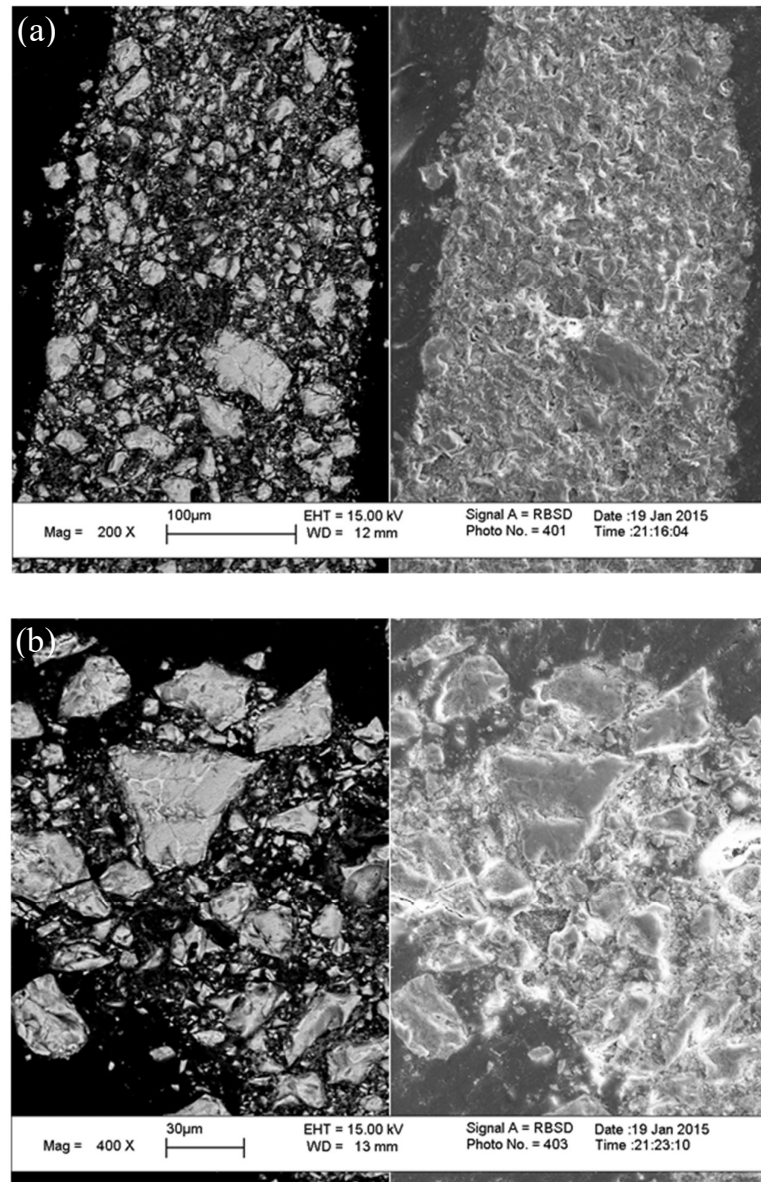 (a)
100µm
Mag = 200 X
EHT = 15.00 kV
WD = 12 mm
Signal A = RBSD
Photo No. = 401
Date :19 Jan 2015
Time :21:16:04
(b)
30µm
Mag = 400 X
EHT = 15.00 kV
WD = 13 mm
Signal A = RBSD
Photo No. = 403
Date :19 Jan 2015
Time :21:23:10